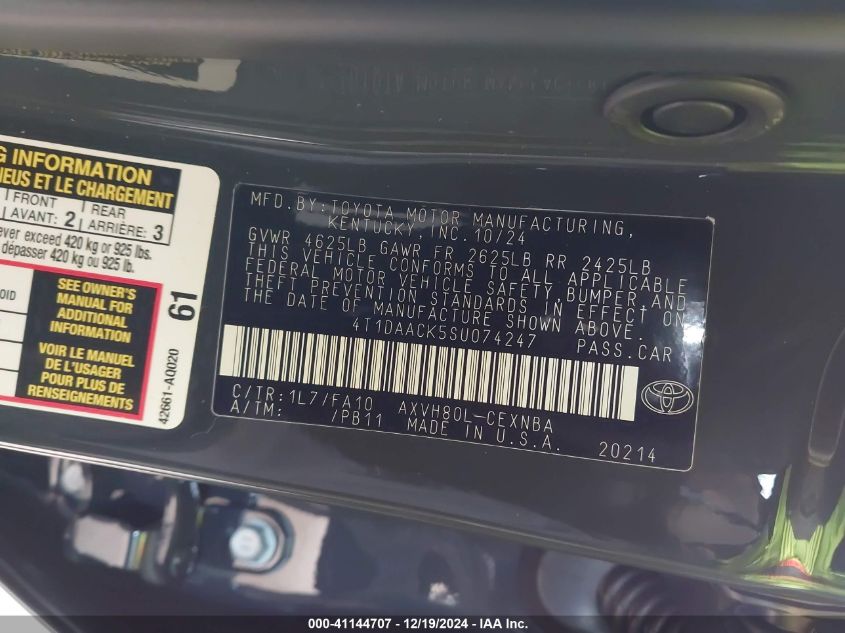 G INFORMATION
NEUS ET LE CHARGEMENT
FRONT
AVANT: 2
REAR
ARRIÈRE: 3
ver exceed 420 kg or 925 lbs.
dépasser 420 kg ou 925 lb.
SEE OWNER'S
MANUAL FOR
ADDITIONAL
INFORMATION
VOIR LE MANUEL
DE L'USAGER
POUR PLUS DE
RENSEIGNEMENTS
61
42661-AQ020
MFD.BY:TOYOTA MOTOR MANUFACTURING,
KENTUCKY, INC. 10/24
GVWR 4625LB GAWR FR 2625LB RR 2425LB
THIS VEHICLE CONFORMS TO ALL APPLICABLE
FEDERAL MOTOR VEHICLE SAFETY, BUMPER, AND
THEFT PREVENTION STANDARDS IN EFFECT ON
THE DATE OF MANUFACTURE SHOWN ABOVE.
4T1DAACK5SU074247 PASS.CAR
C/TR:1L7/FA10 AXVH80L-CEXNBA
A/TM: /PB11 MADE IN U.S.A. 20214
000-41144707 - 12/19/2024 - IAA Inc.